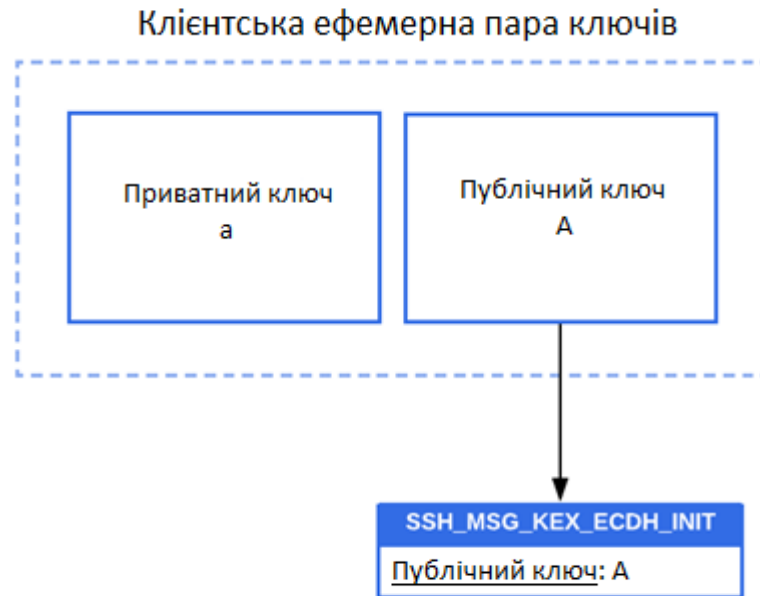 Клієнтська ефемерна пара ключів
Приватний ключ
а
Публічний ключ
А
SSH_MSG_KEX_ECDH_INIT
Публічний ключ: А